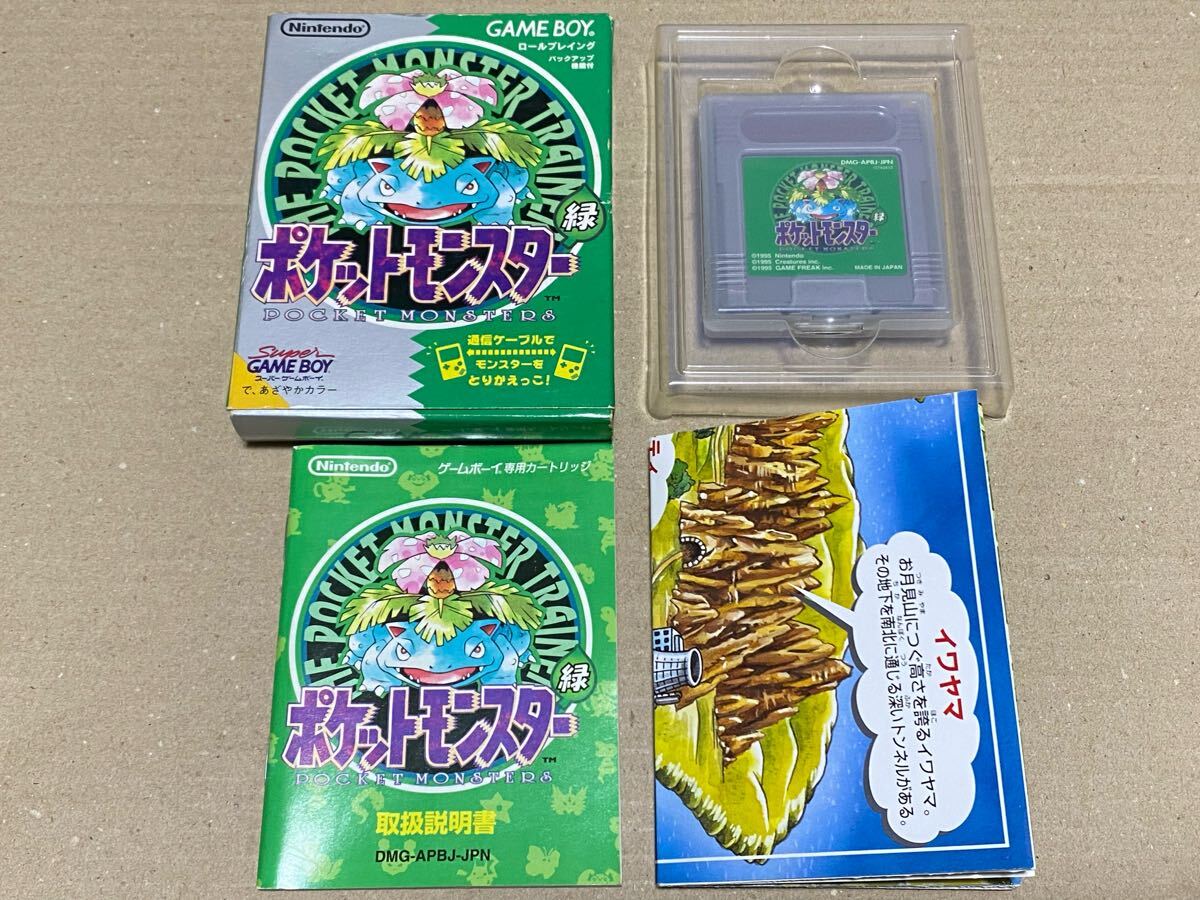 Nintendo
GAME BOY®
ロールプレイング
バックアップ
機能付
THE POCKET MONSTER TRAINER
緑
ポケットモンスター
TM
POCKET MONSTERS
Super
GAME BOY
スーパーゲームボーイ
で、あざやかカラー
通信ケーブルで
モンスターを
とりかえっこ!
DMG-APBJ-JPN
緑
ポケットモンスター
POCKET MONSTERS
©1995 Nintendo
©1995 Creatures inc.
©1995 GAME FREAK inc.
MADE IN JAPAN
Nintendo
ゲームボーイ専用カートリッジ
THE POCKET MONSTER TRAINER
緑
ポケットモンスター
TM
POCKET MONSTERS
取扱説明書
DMG-APBJ-JPN
ティ
イワヤマ
お月見山につぐ高さを誇るイワヤマ。
その地下を南北に通じる深いトンネルがある。